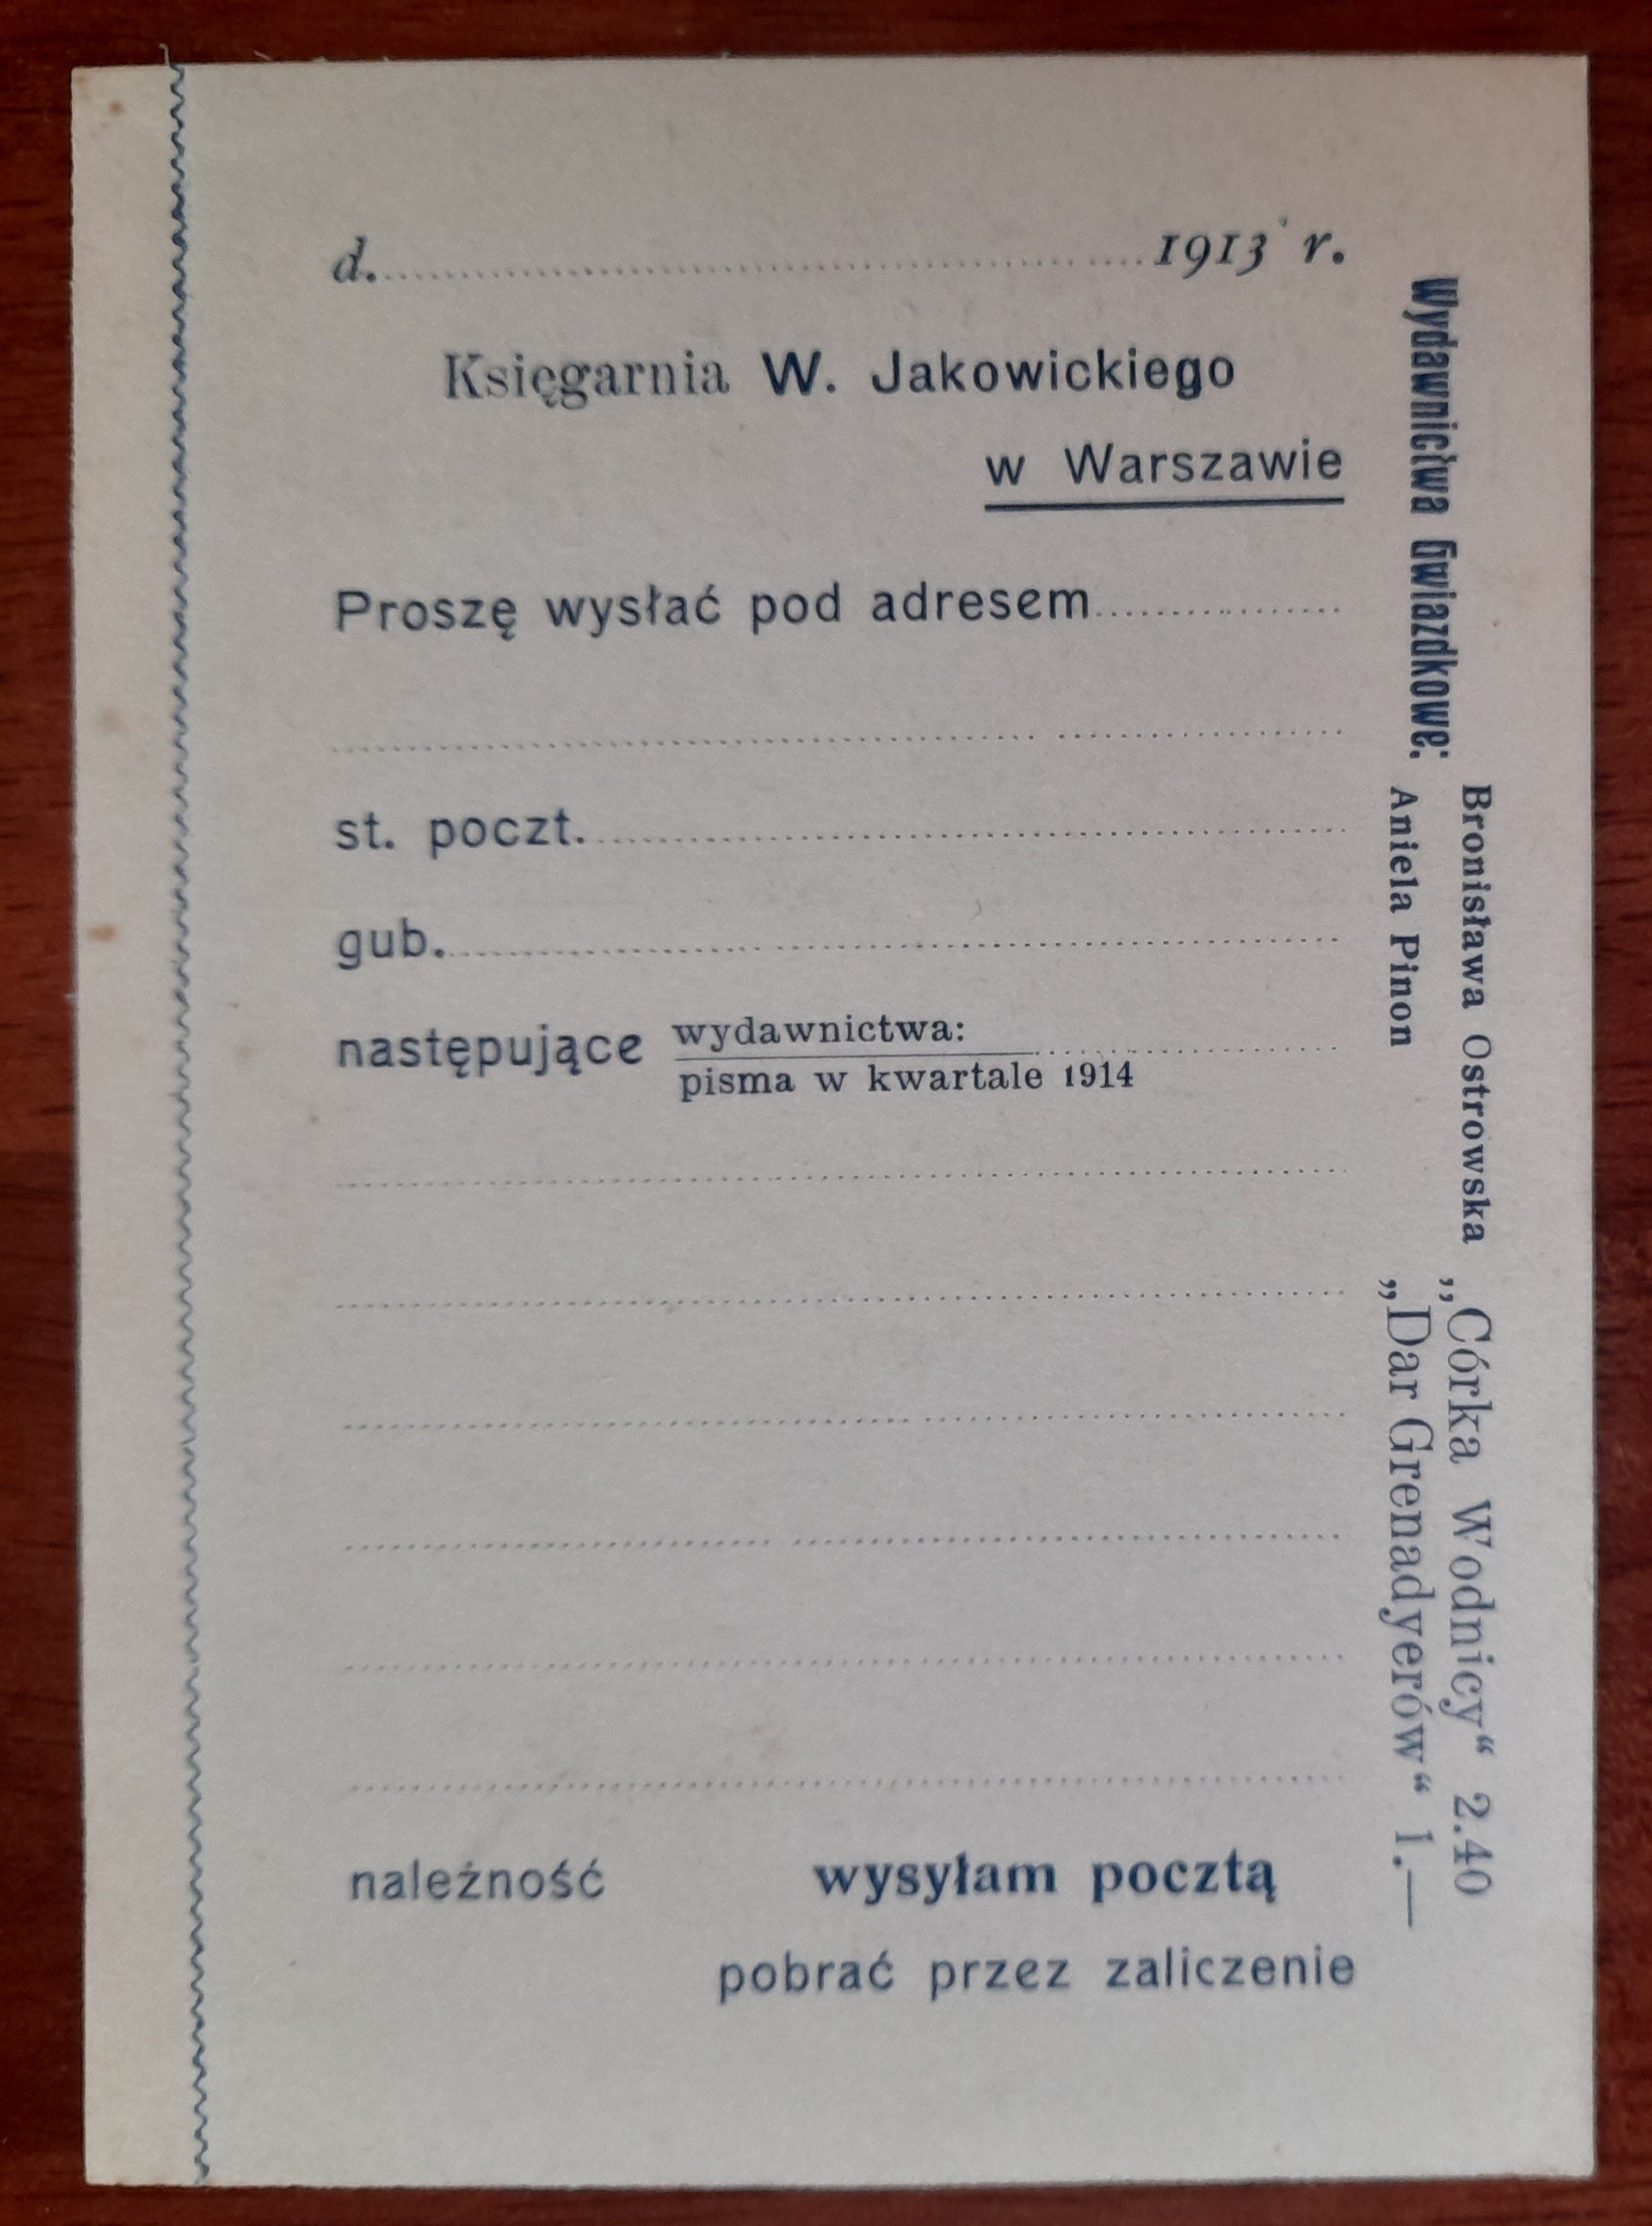 d. 1913 r.
Księgarnia W. Jakowickiego
w Warszawie
Proszę wysłać pod adresem
st. poczt.
gub.
następujące wydawnictwa:
pisma w kwartale 1914
należność wysyłam pocztą
pobrać przez zaliczenie
Wydawnictwa Gwiazdkowe:
Bronisława Ostrowska „Córka Wodnicy“ 2.40
Aniela Pinon „Dar Grenadyerów“ 1.—